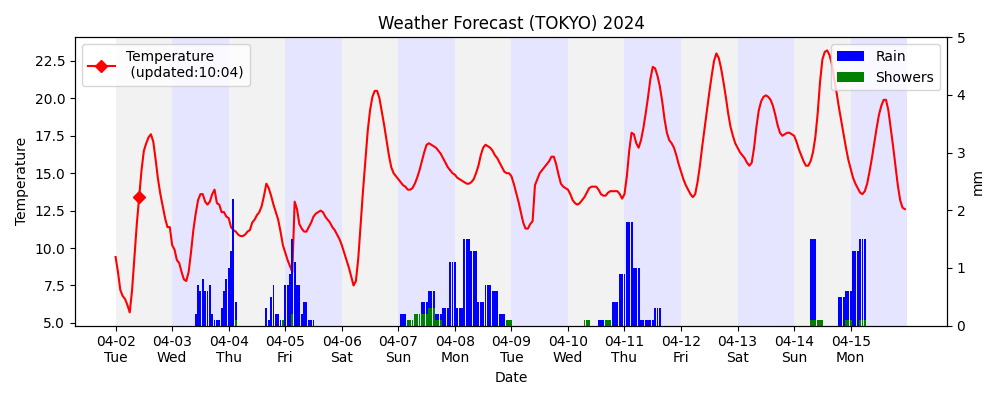 Weather Forecast (TOKYO) 2024
Temperature
(updated:10:04)
Rain
Showers
Temperature
22.5
20.0
17.5
15.0
12.5
10.0
7.5
5.0
5
4
3
2
1
0
mm
04-02 04-03 04-04 04-05 04-06 04-07 04-08 04-09 04-10 04-11 04-12 04-13 04-14 04-15
Tue Wed Thu Fri Sat Sun Mon Tue Wed Thu Fri Sat Sun Mon
Date